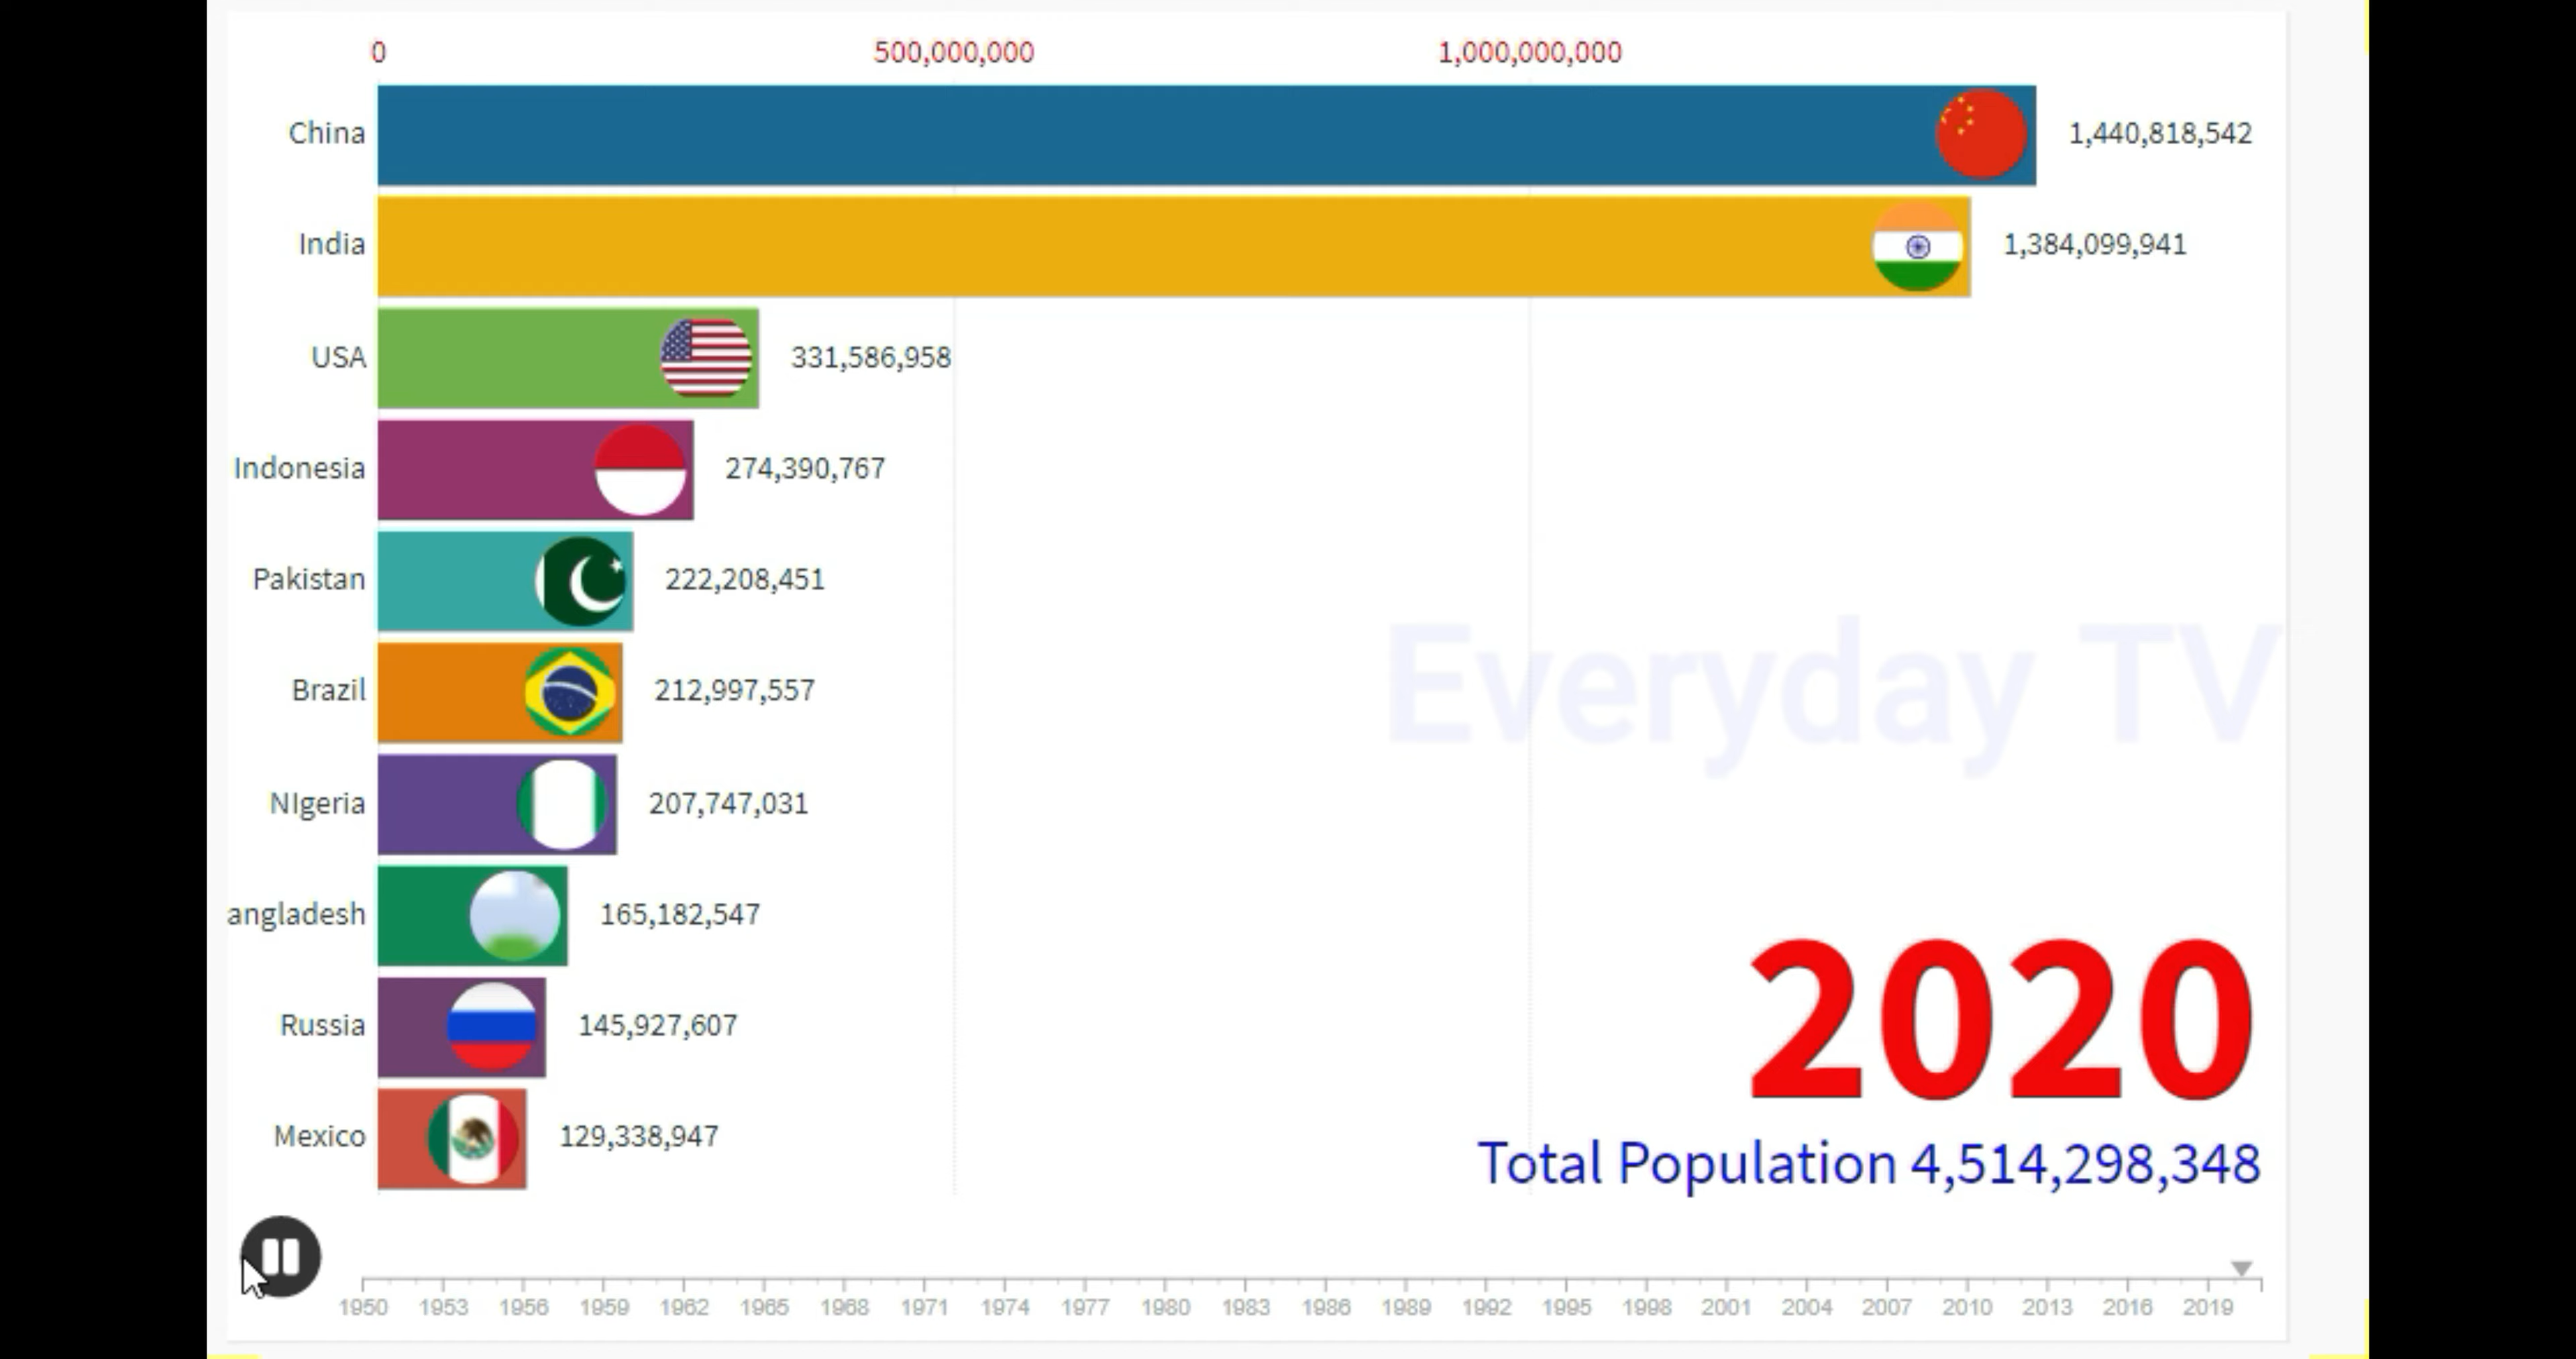 0 500,000,000 1,000,000,000
China 1,440,818,542
India 1,384,099,941
USA 331,586,958
Indonesia 274,390,767
Pakistan 222,208,451
Everyday TV
Brazil 212,997,557
NIgeria 207,747,031
angladesh 165,182,547
Russia 145,927,607
2020
Mexico 129,338,947
Total Population 4,514,298,348
1950 1953 1956 1959 1962 1965 1968 1971 1974 1977 1980 1983 1986 1989 1992 1995 1998 2001 2004 2007 2010 2013 2016 2019